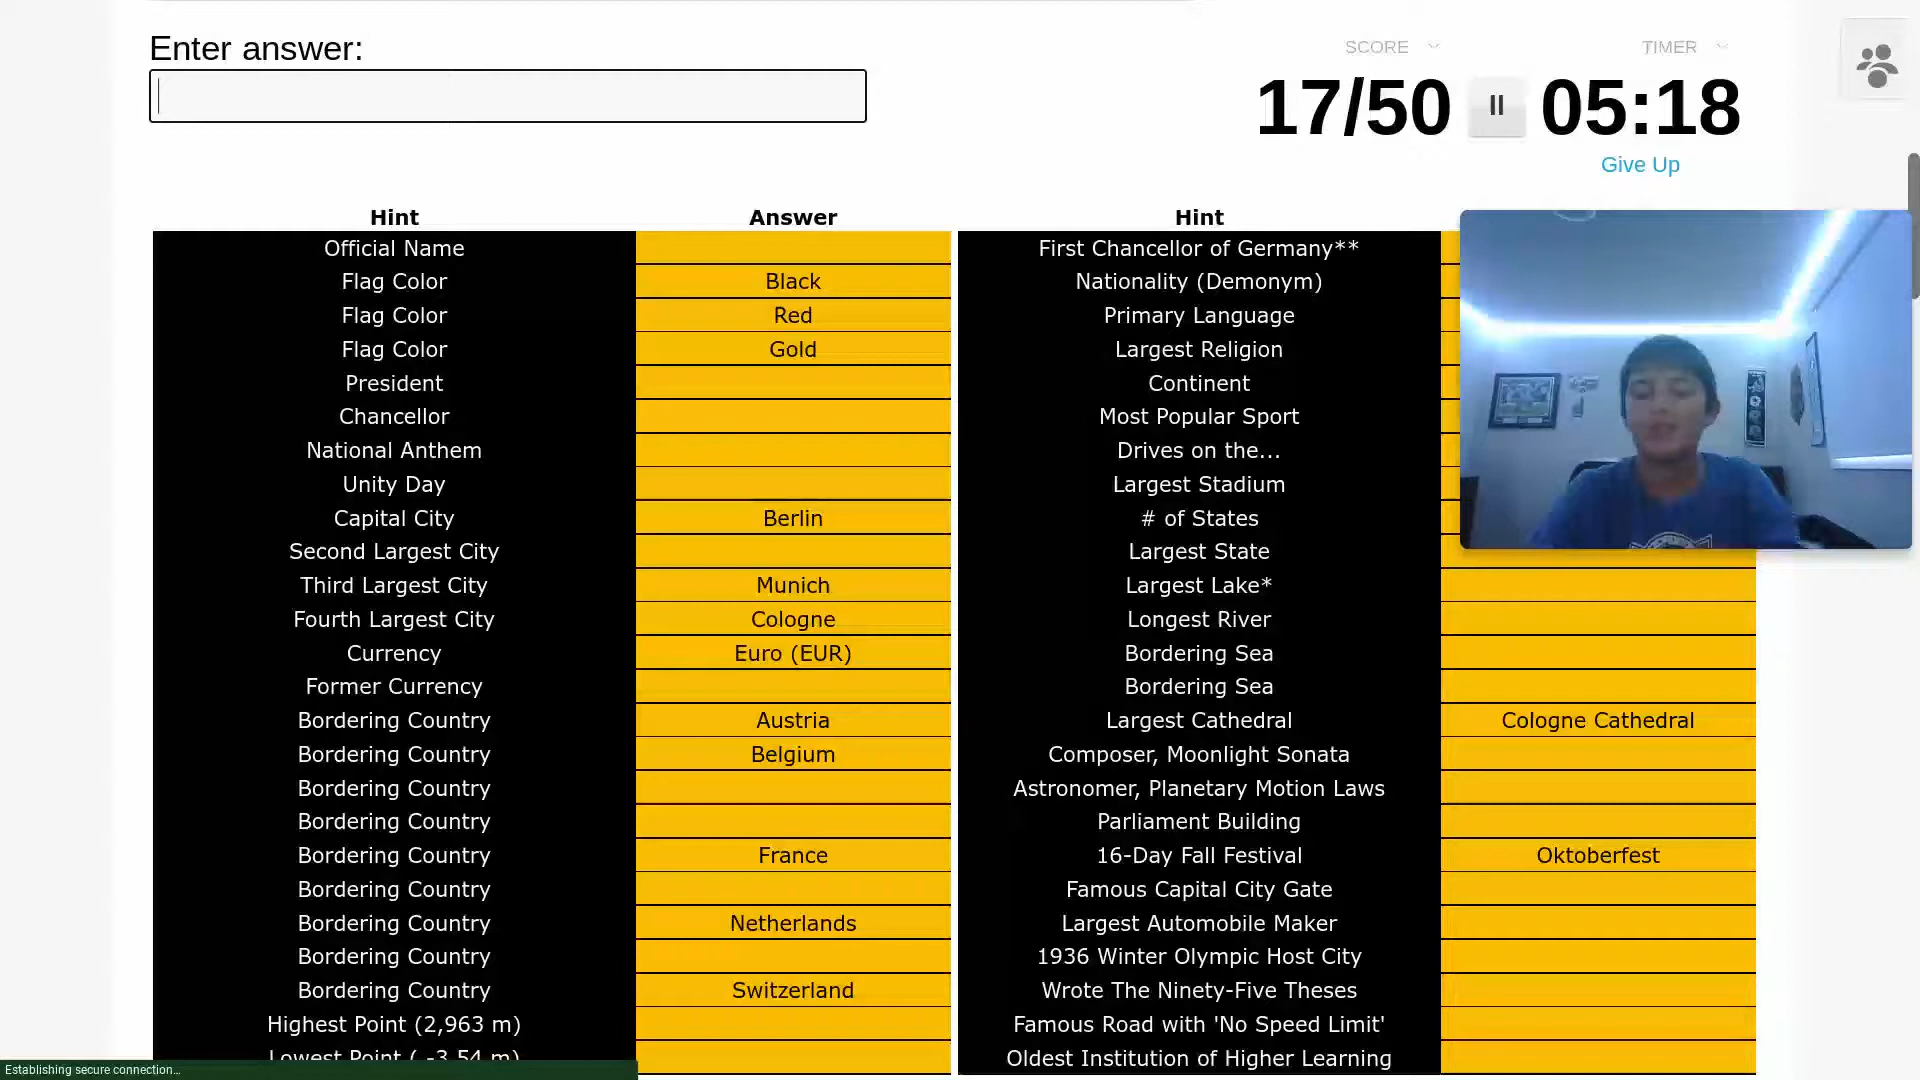 Enter answer:
SCORE
TIMER
17/50
05:18
Give Up
Hint Answer Hint
Official Name First Chancellor of Germany**
Flag Color Black Nationality (Demonym)
Flag Color Red Primary Language
Flag Color Gold Largest Religion
President Continent
Chancellor Most Popular Sport
National Anthem Drives on the...
Unity Day Largest Stadium
Capital City Berlin # of States
Second Largest City Largest State
Third Largest City Munich Largest Lake*
Fourth Largest City Cologne Longest River
Currency Euro (EUR) Bordering Sea
Former Currency Bordering Sea
Bordering Country Austria Largest Cathedral Cologne Cathedral
Bordering Country Belgium Composer, Moonlight Sonata
Bordering Country Astronomer, Planetary Motion Laws
Bordering Country Parliament Building
Bordering Country France 16-Day Fall Festival Oktoberfest
Bordering Country Famous Capital City Gate
Bordering Country Netherlands Largest Automobile Maker
Bordering Country 1936 Winter Olympic Host City
Bordering Country Switzerland Wrote The Ninety-Five Theses
Highest Point (2,963 m) Famous Road with 'No Speed Limit'
Lowest Point ( -3.54 m) Oldest Institution of Higher Learning
Establishing secure connection...